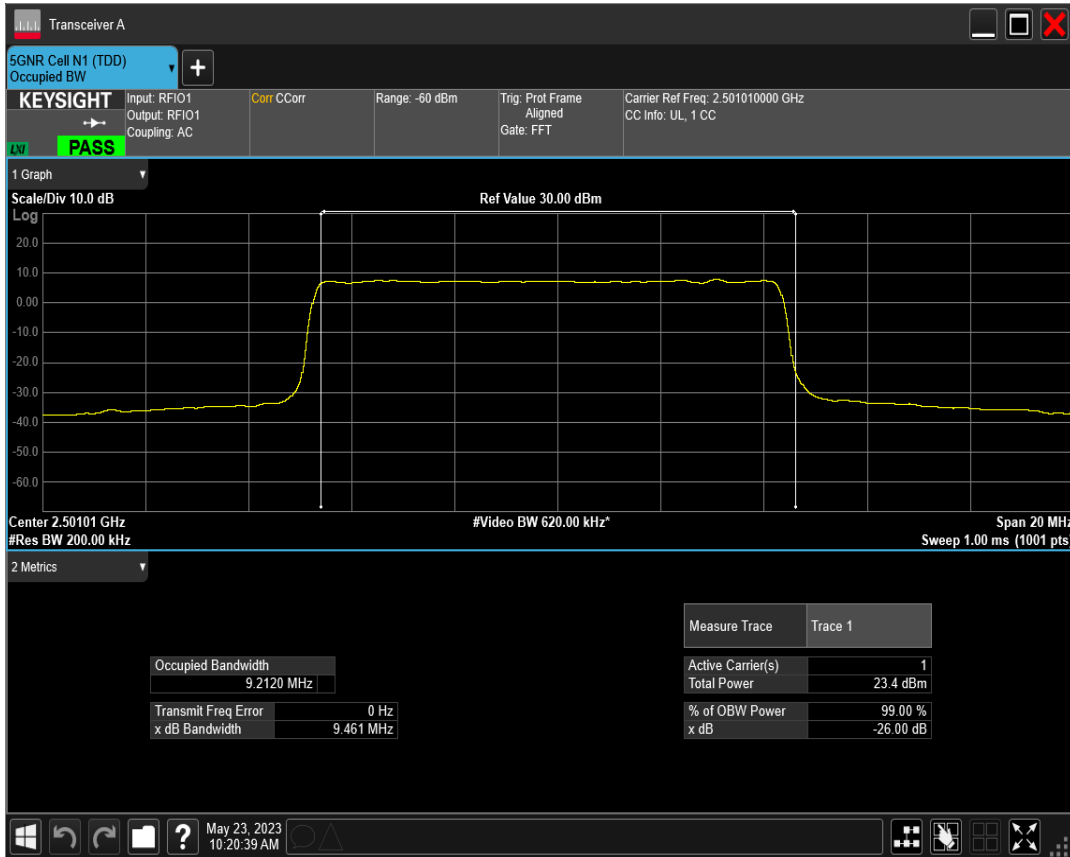 Transceiver A
5GNR Cell N1 (TDD)
Occupied BW
+
KEYSIGHT
LXI
PASS
Input: RFIO1
Output: RFIO1
Coupling: AC
Corr CCorr
Range: -60 dBm
Trig: Prot Frame
Aligned
Gate: FFT
Carrier Ref Freq: 2.501010000 GHz
CC Info: UL, 1 CC
1 Graph
Scale/Div 10.0 dB
Ref Value 30.00 dBm
Log
20.0
10.0
0.00
-10.0
-20.0
-30.0
-40.0
-50.0
-60.0
Center 2.50101 GHz
#Video BW 620.00 kHz*
Span 20 MHz
#Res BW 200.00 kHz
Sweep 1.00 ms (1001 pts)
2 Metrics
Measure Trace Trace 1
Occupied Bandwidth
9.2120 MHz
Active Carrier(s) 1
Total Power 23.4 dBm
Transmit Freq Error 0 Hz
x dB Bandwidth 9.461 MHz
% of OBW Power 99.00 %
x dB -26.00 dB
?
May 23, 2023
10:20:39 AM